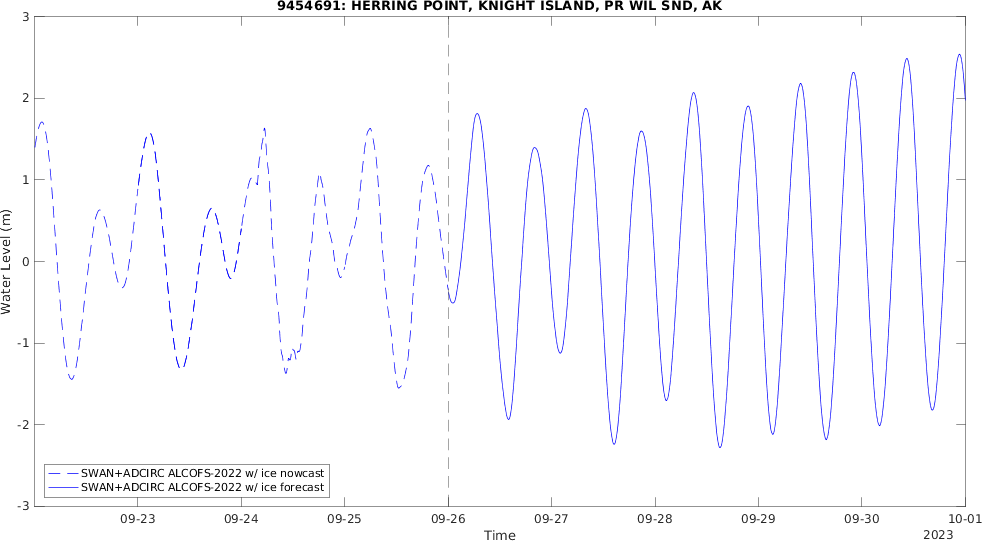 9454691: HERRING POINT, KNIGHT ISLAND, PR WIL SND, AK
Water Level (m)
3
2
1
0
-1
-2
-3
SWAN+ADCIRC ALCOFS-2022 w/ ice nowcast
SWAN+ADCIRC ALCOFS-2022 w/ ice forecast
09-23 09-24 09-25 09-26 09-27 09-28 09-29 09-30 10-01
Time
2023